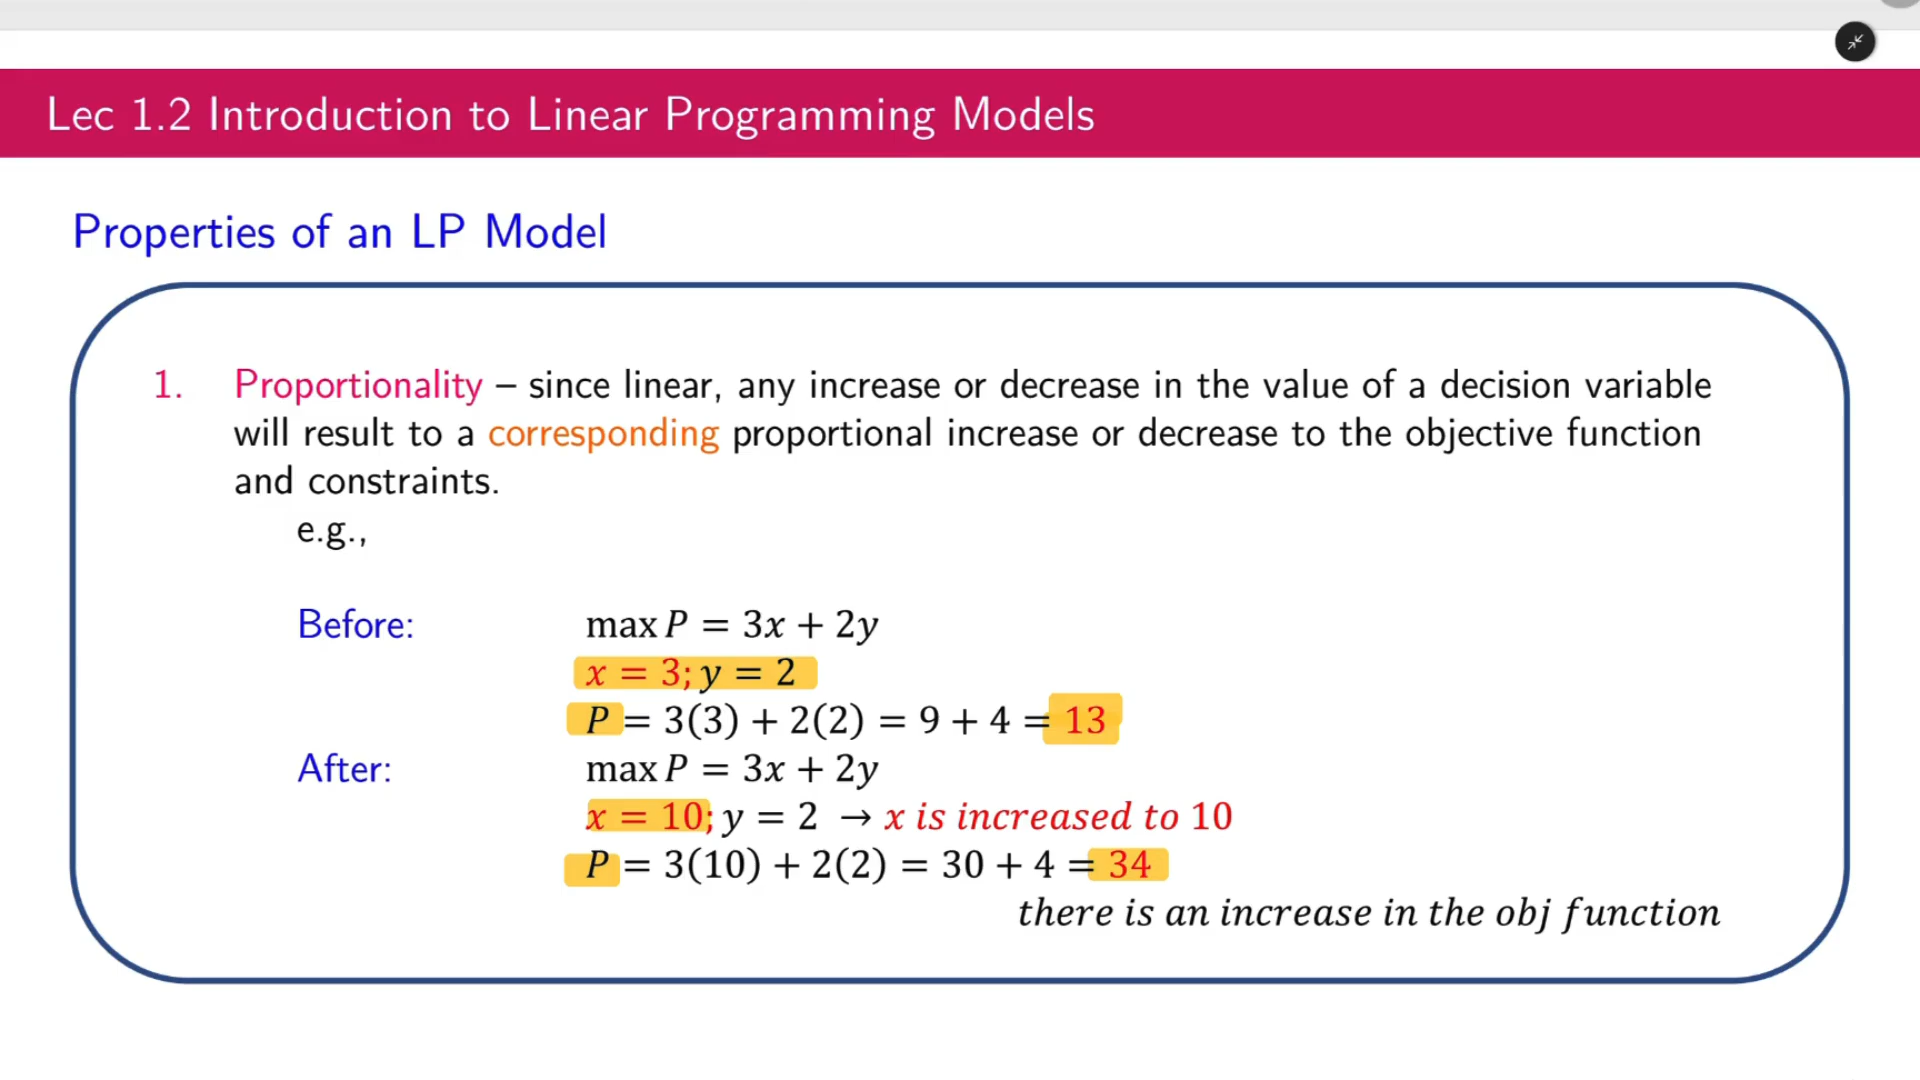 Lec 1.2 Introduction to Linear Programming Models
Properties of an LP Model
1. Proportionality – since linear, any increase or decrease in the value of a decision variable
will result to a corresponding proportional increase or decrease to the objective function
and constraints.
e.g.,
Before: max P = 3x + 2y
x = 3; y = 2
P = 3(3) + 2(2) = 9 + 4 = 13
After: max P = 3x + 2y
x = 10; y = 2 → x is increased to 10
P = 3(10) + 2(2) = 30 + 4 = 34
there is an increase in the obj function